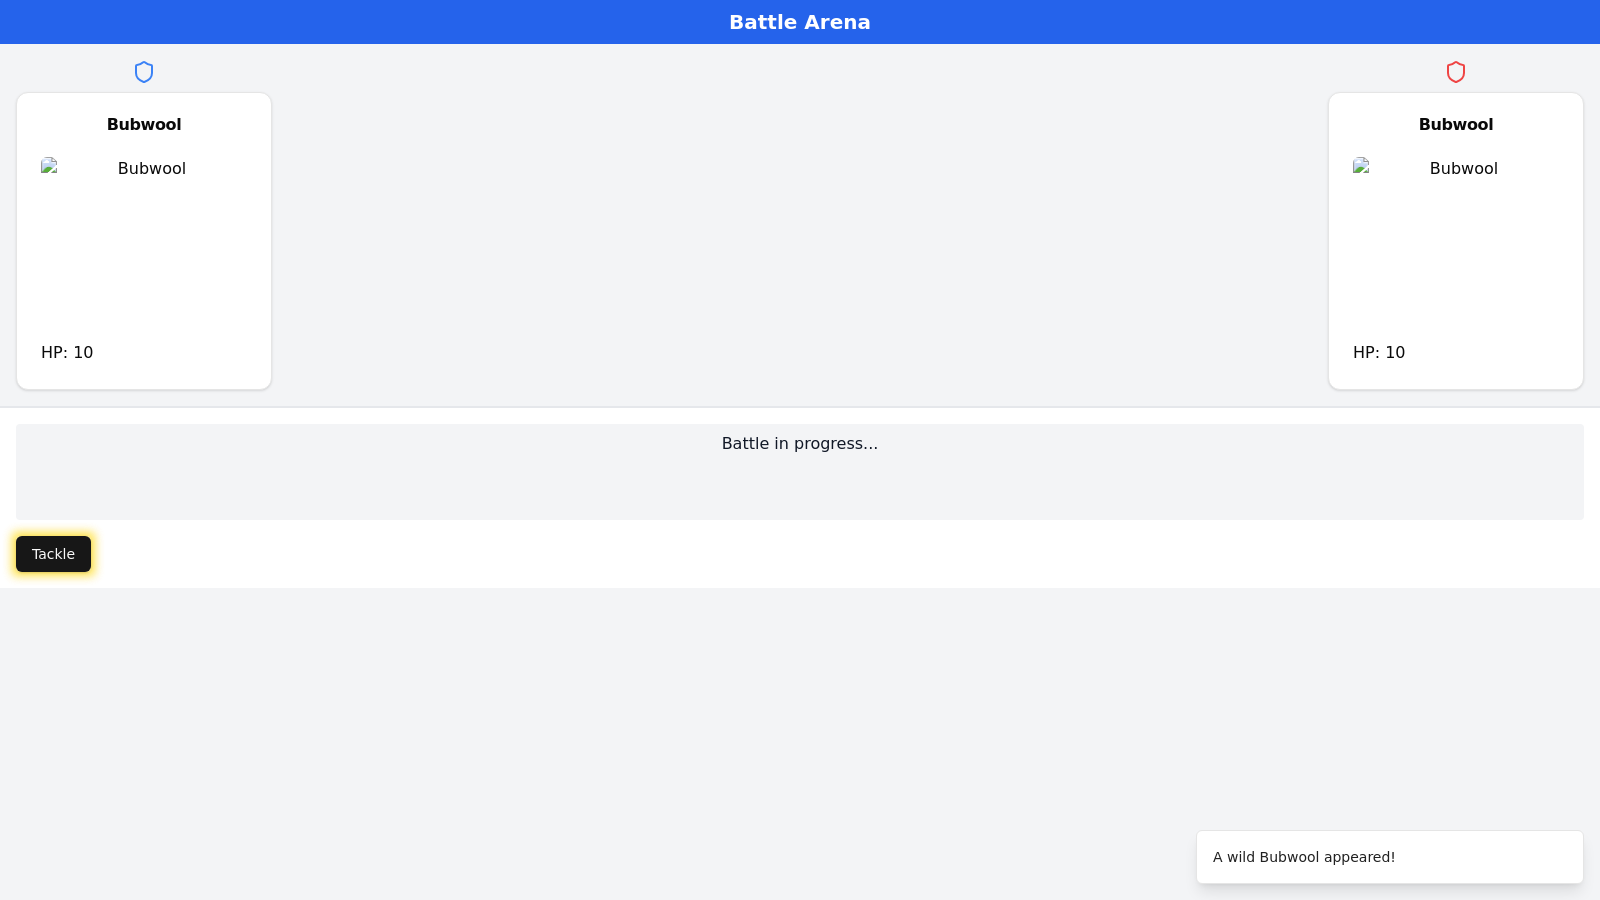 Battle Arena
Bubwool
Bubwool
HP: 10
Bubwool
Bubwool
HP: 10
Battle in progress...
Tackle
A wild Bubwool appeared!